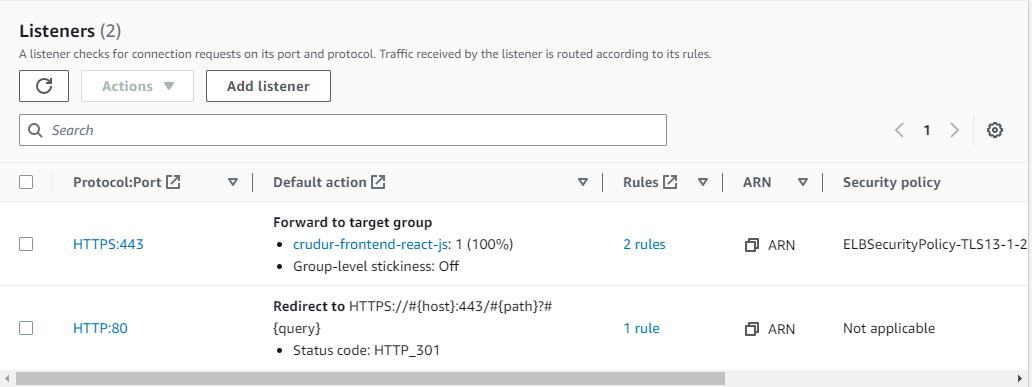 Listeners (2)
A listener checks for connection requests on its port and protocol. Traffic received by the listener is routed according to its rules.
Actions Add listener
Search 1
Protocol:Port Default action Rules ARN Security policy
Forward to target group
HTTPS:443 • crudur-frontend-react-js: 1 (100%) 2 rules ARN ELBSecurityPolicy-TLS13-1-2
• Group-level stickiness: Off
Redirect to HTTPS://#{host}:443/#{path}?#
HTTP:80 {query} 1 rule ARN Not applicable
• Status code: HTTP_301